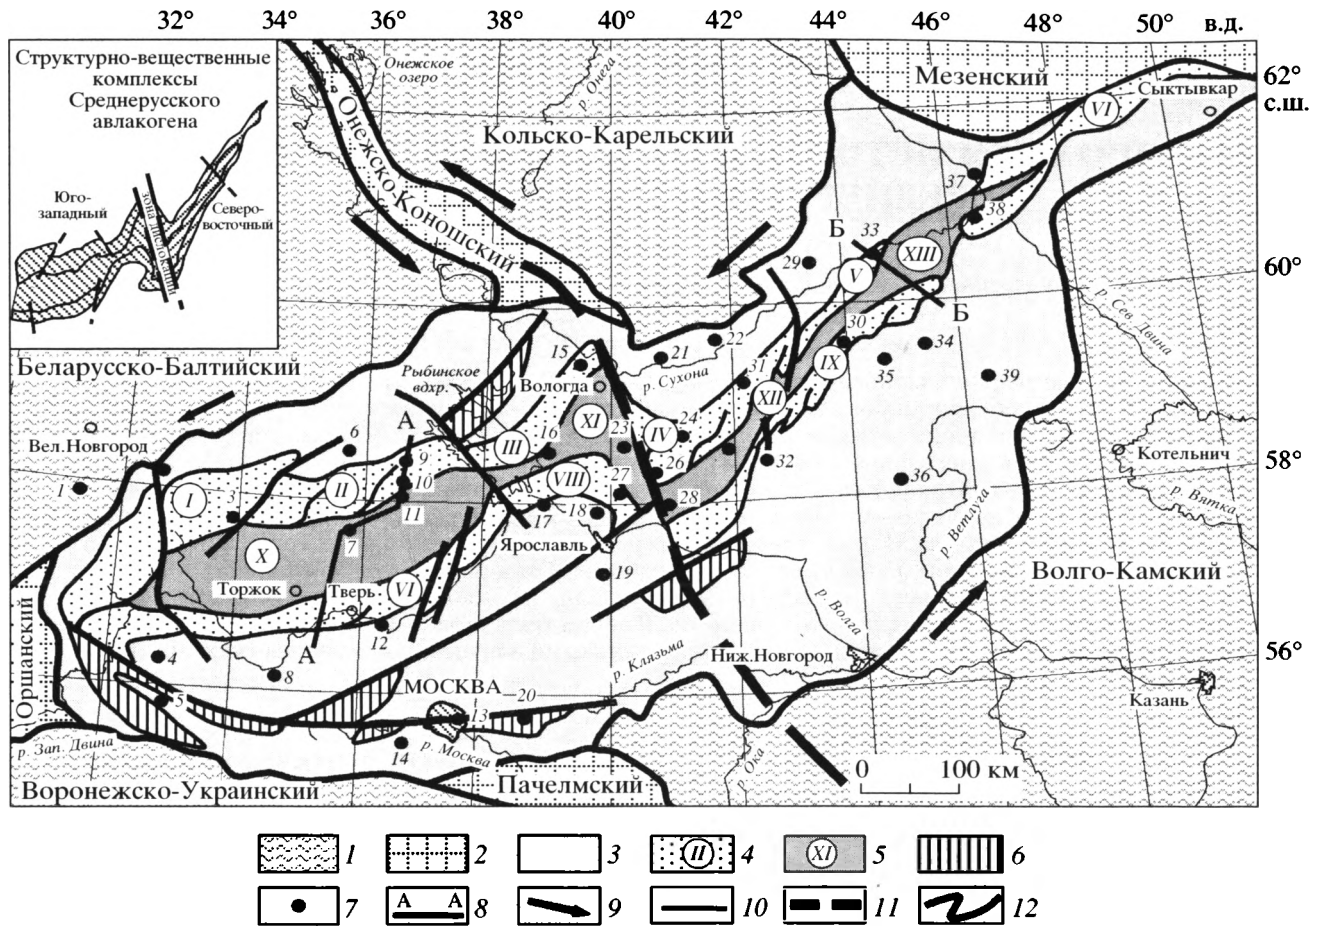 32° 34° 36° 38° 40° 42° 44° 46° 48° 50° в.д.
Структурно-вещественные
комплексы
Среднерусского
авлакогена
Юго-
западный
зона дислокации
Северо-
восточный
Онежское
озеро
р. Онега
Онежско-Коношский
Кольско-Карельский
Мезенский
62°
с.ш.
Сыктывкар
VI
37
38
Б
33
XIII
V
29
60°
Б
р. Сев. Двина
30
IX
34
35
39
Беларусско-Балтийский
Рыбинское
вдхр.
15
Вологда
21
22
р. Сухона
31
XII
А
6
Вел.Новгород
III
16
XI
23
IV
24
Котельнич
58°
9
10
11
II
I
1
3
VIII
27
26
28
32
36
р. Вятка
р. Ветлуга
17
18
Ярославль
7
X
Торжок
Тверь
VI
19
Волго-Камский
р. Волга
12
А
4
8
Оршанский
р. Клязьма
Ниж.Новгород
56°
МОСКВА
20
5
13
Казань
р. Зап. Двина
14
р. Москва
р. Ока
Воронежско-Украинский
Пачелмский
0 100 км
1 2 3 II 4 XI 5 6
7 А А 8 9 10 11 12